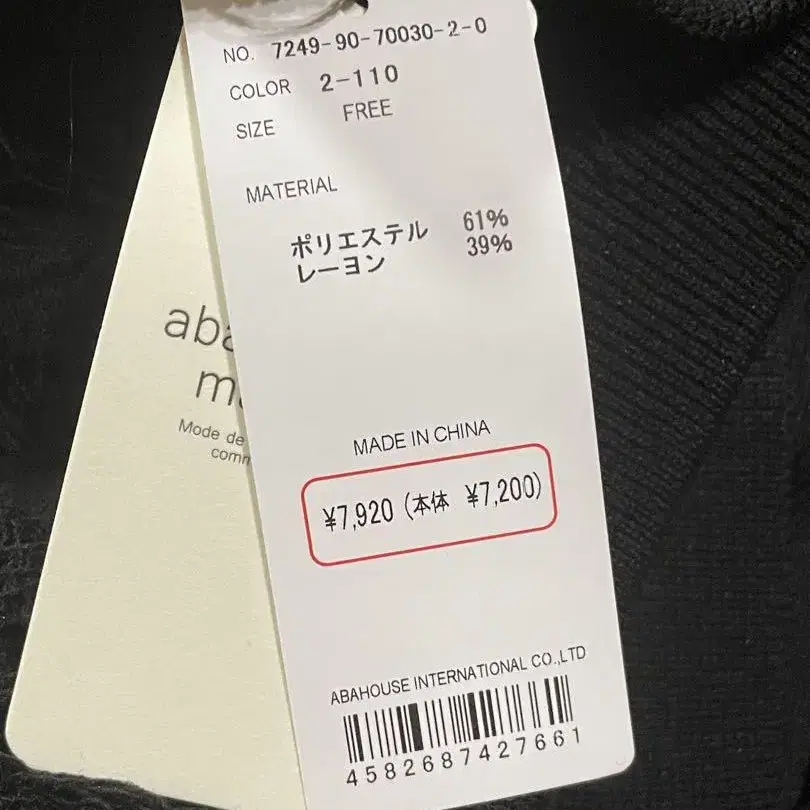 NO. 7249-90-70030-2-0
COLOR 2-110
SIZE FREE
MATERIAL
ポリエステル 61%
レーヨン 39%
MADE IN CHINA
¥7,920 (本体 ¥7,200)
ABAHOUSE INTERNATIONAL CO.,LTD
4582687427661
Mode de